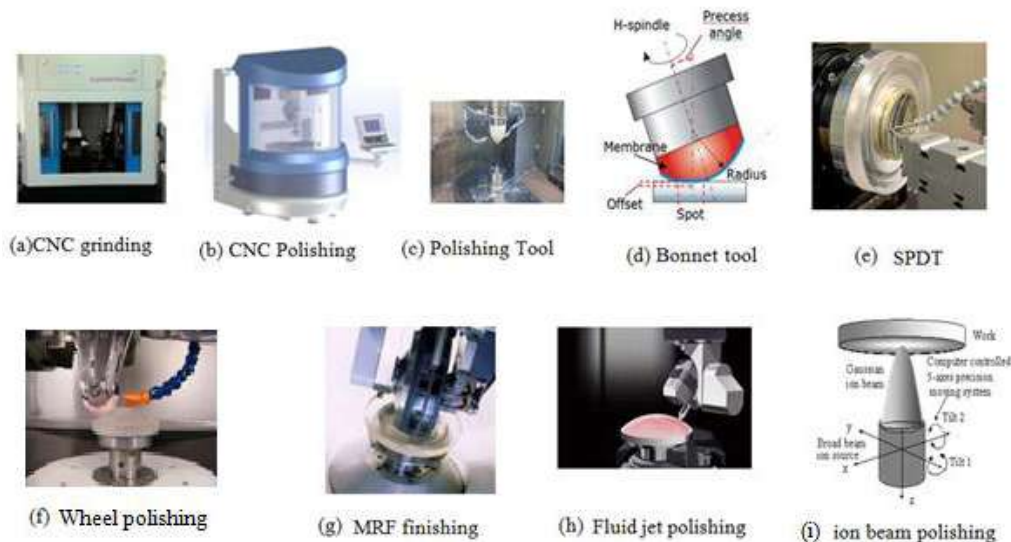 H-spindle
Precess
angle
Membrane
Radius
Offset
Spot
(a)CNC grinding
(b) CNC Polishing
(c) Polishing Tool
(d) Bonnet tool
(e) SPDT
Work
Gaussian
ion beam
Computer controlled
5-axes precision
moving system
Tilt 2
y
Broad beam
ion source
x
Tilt 1
z
(f) Wheel polishing
(g) MRF finishing
(h) Fluid jet polishing
(i) ion beam polishing